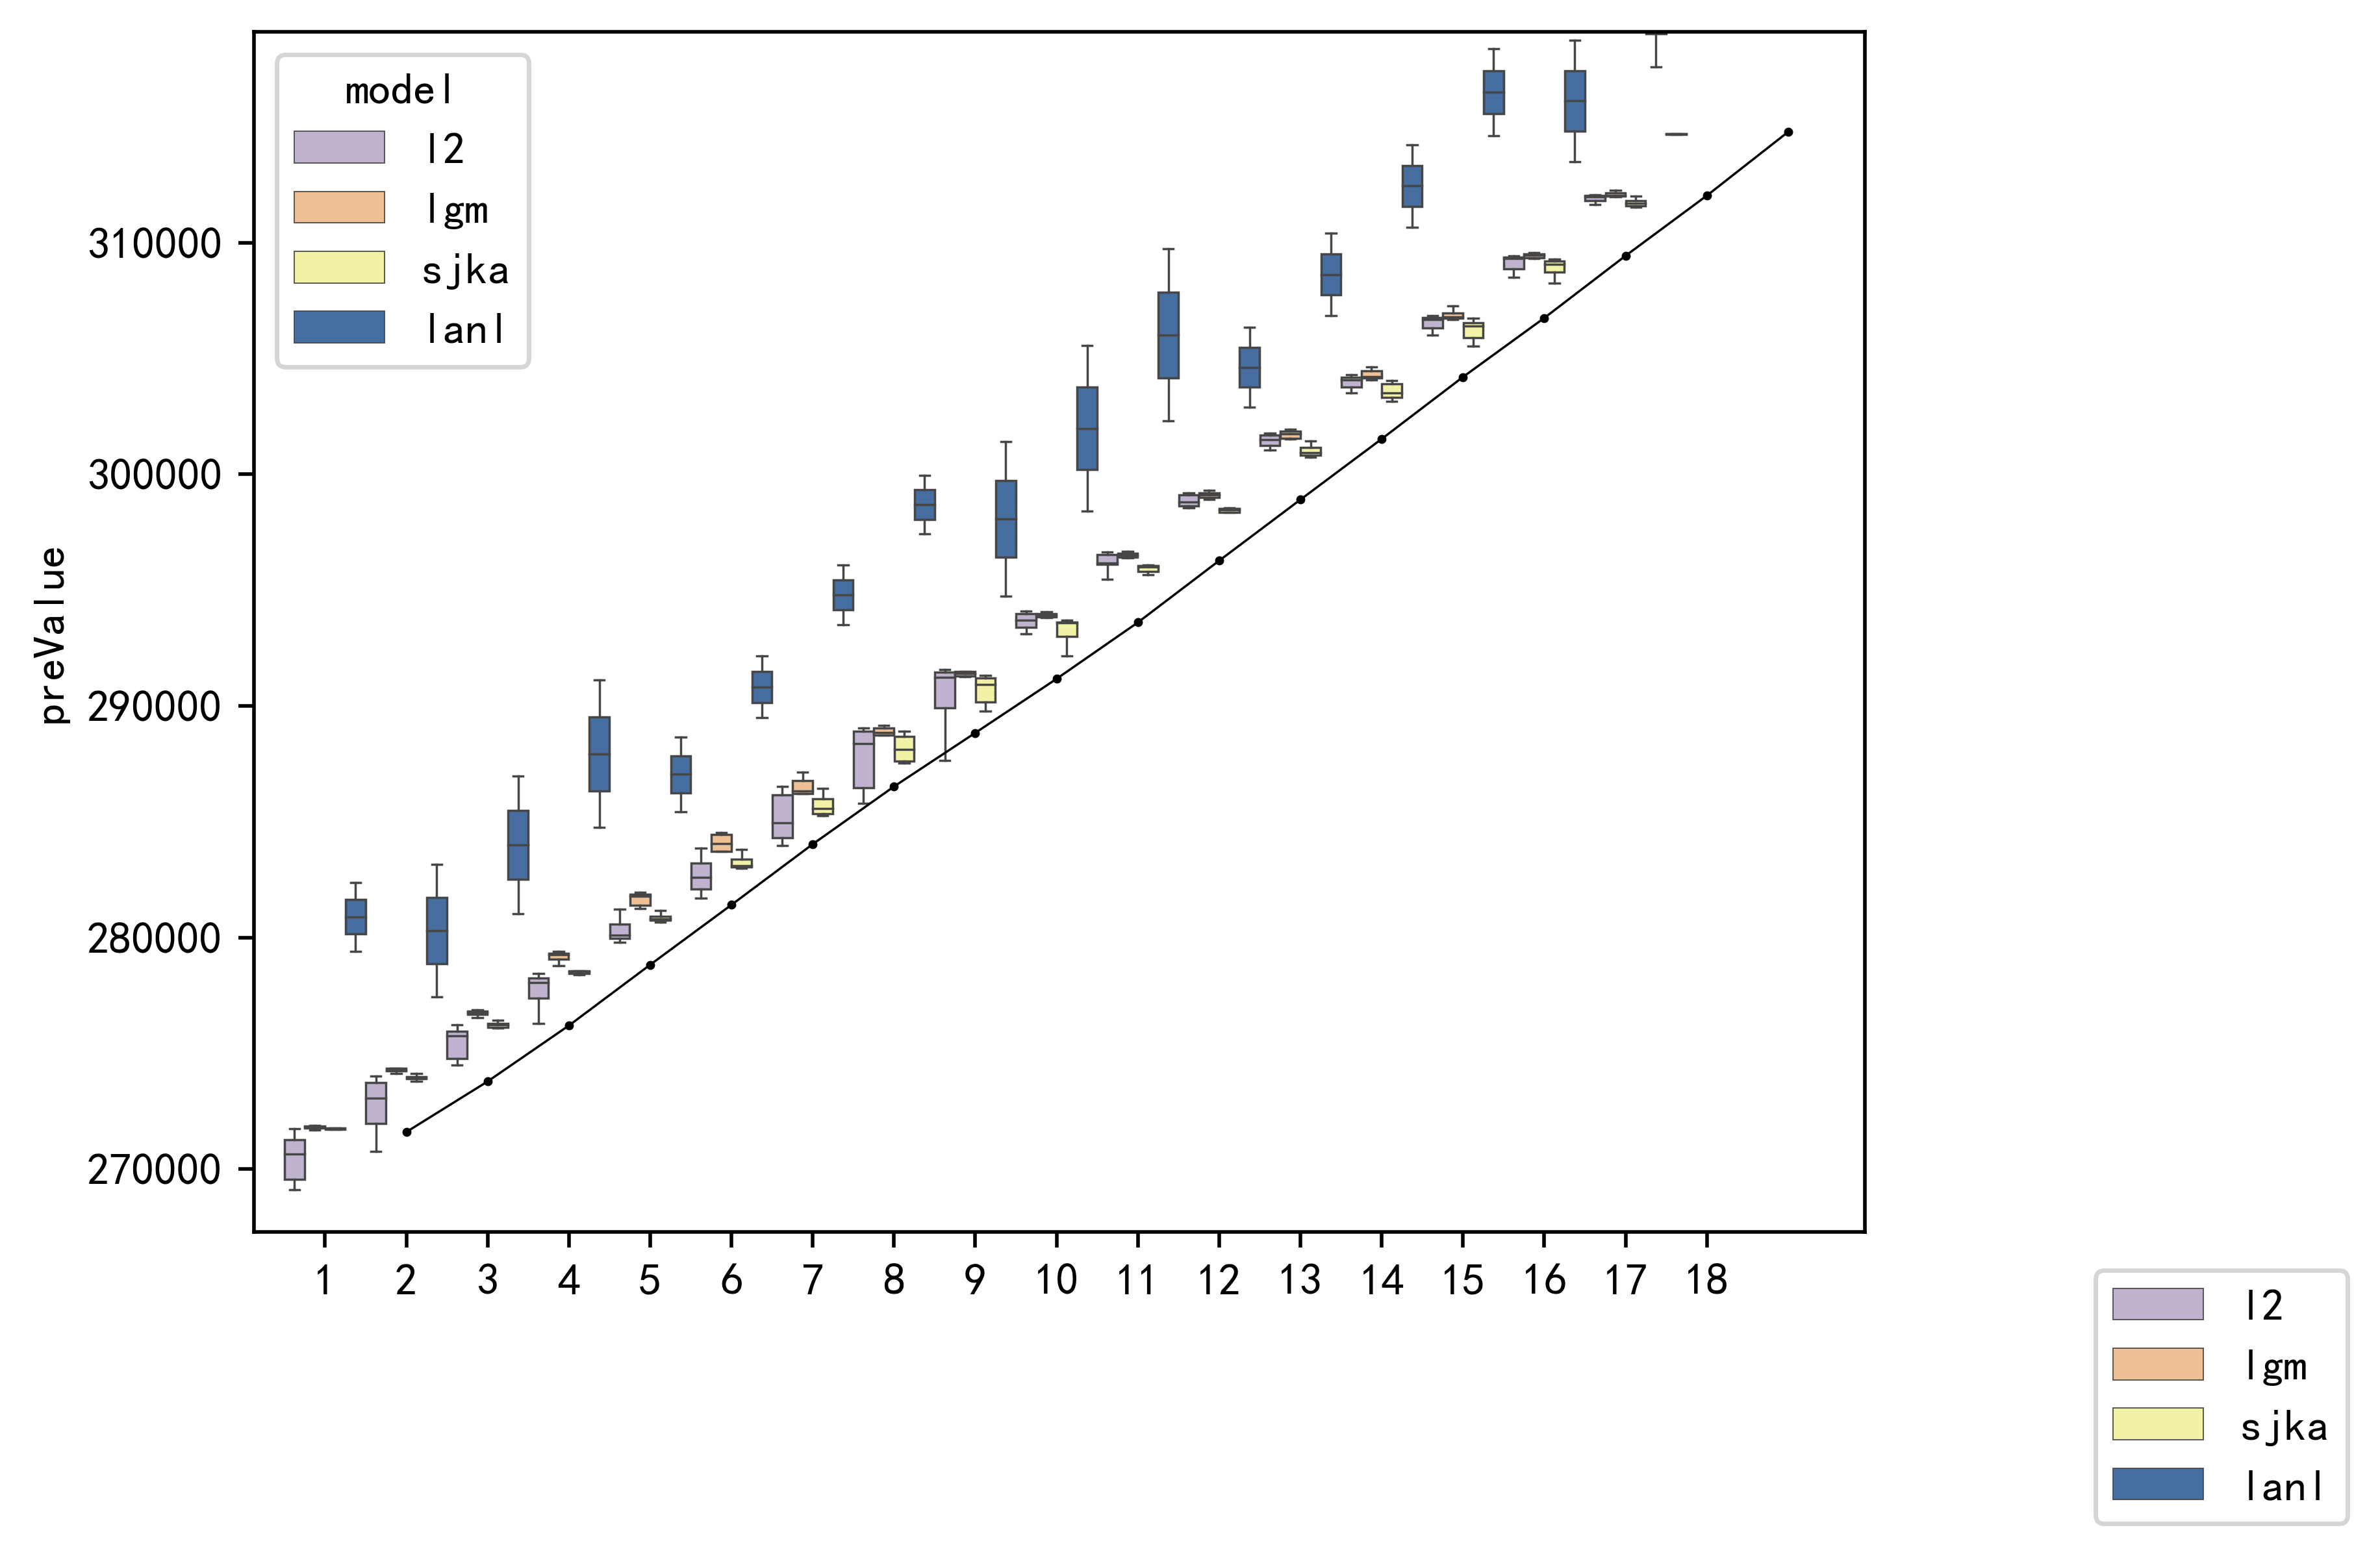 model
l2
lgm
sjka
lanl
310000
300000
290000
280000
270000
preValue
1 2 3 4 5 6 7 8 9 10 11 12 13 14 15 16 17 18
l2
lgm
sjka
lanl